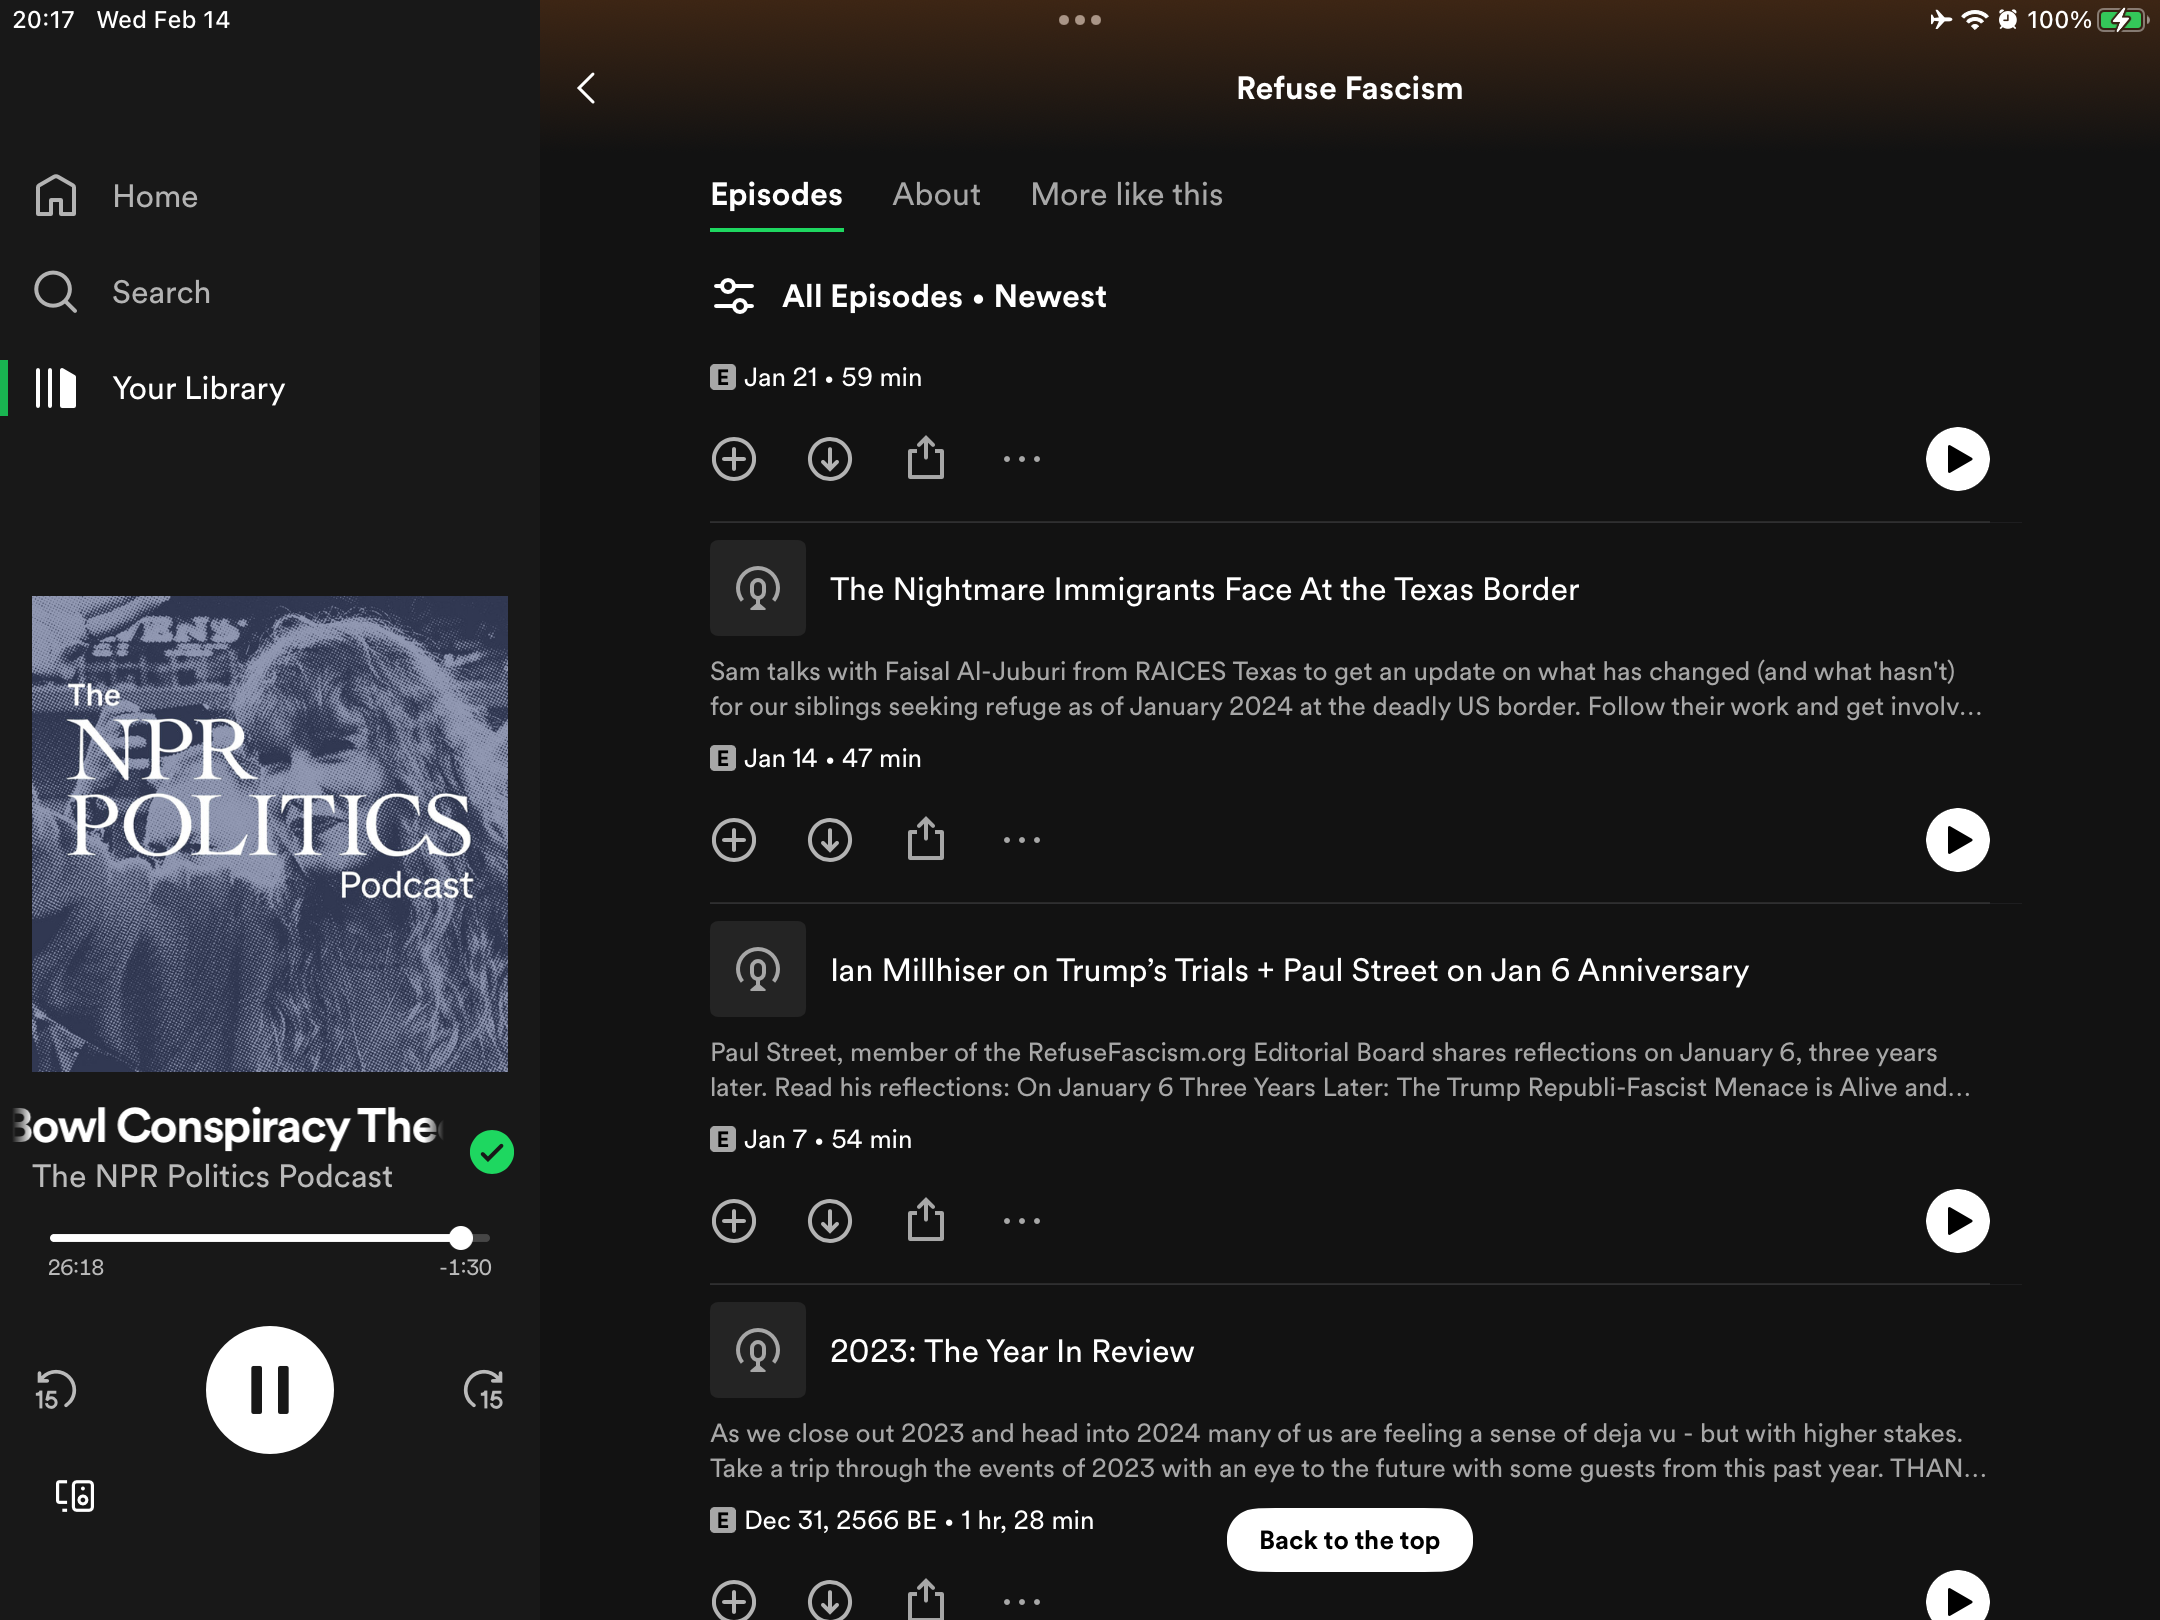 20:17 Wed Feb 14
100%
Home
Search
Your Library
The
NPR
POLITICS
Podcast
Bowl Conspiracy The
The NPR Politics Podcast
26:18
-1:30
15
15
Refuse Fascism
Episodes
About
More like this
All Episodes • Newest
E Jan 21 • 59 min
The Nightmare Immigrants Face At the Texas Border
Sam talks with Faisal Al-Juburi from RAICES Texas to get an update on what has changed (and what hasn't)
for our siblings seeking refuge as of January 2024 at the deadly US border. Follow their work and get involv...
E Jan 14 • 47 min
Ian Millhiser on Trump’s Trials + Paul Street on Jan 6 Anniversary
Paul Street, member of the RefuseFascism.org Editorial Board shares reflections on January 6, three years
later. Read his reflections: On January 6 Three Years Later: The Trump Republi-Fascist Menace is Alive and...
E Jan 7 • 54 min
2023: The Year In Review
As we close out 2023 and head into 2024 many of us are feeling a sense of deja vu - but with higher stakes.
Take a trip through the events of 2023 with an eye to the future with some guests from this past year. THAN...
E Dec 31, 2566 BE • 1 hr, 28 min
Back to the top